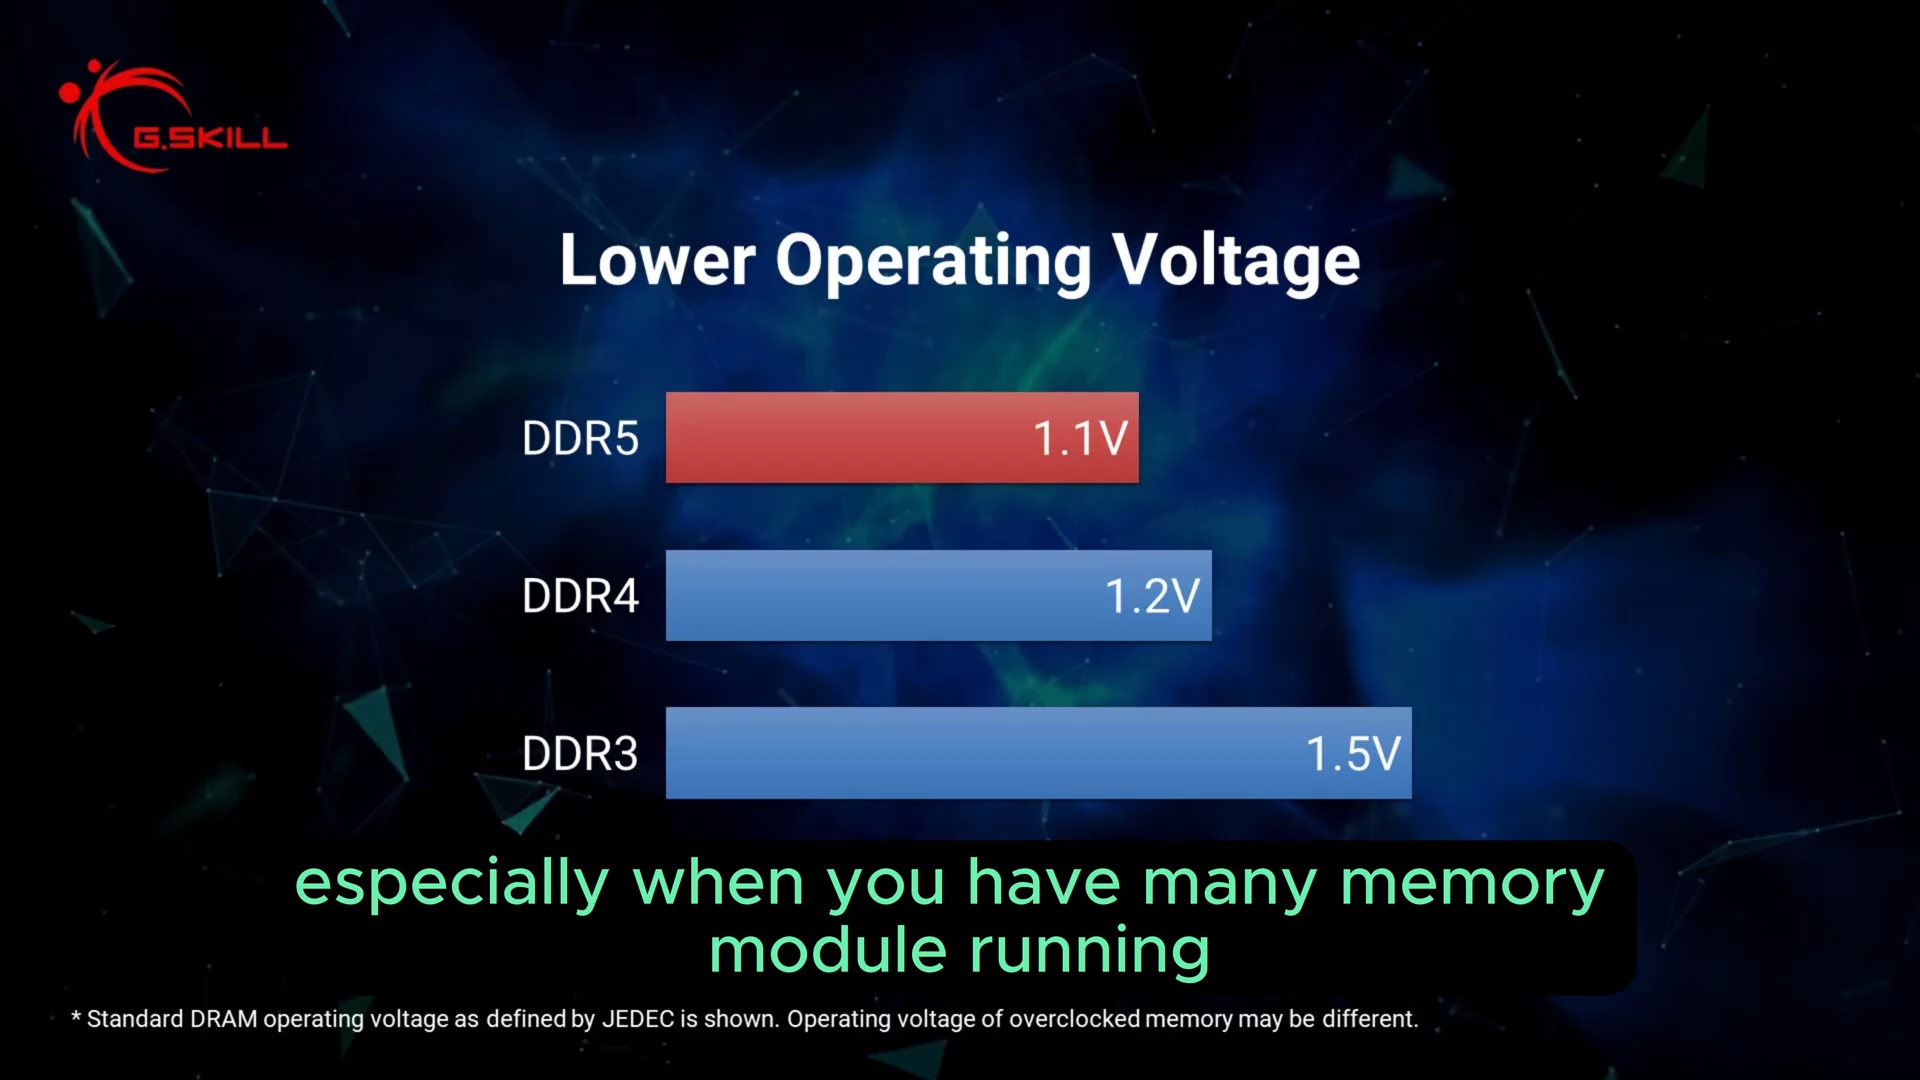 G.SKILL
Lower Operating Voltage
DDR5 1.1V
DDR4 1.2V
DDR3 1.5V
especially when you have many memory
module running
* Standard DRAM operating voltage as defined by JEDEC is shown. Operating voltage of overclocked memory may be different.